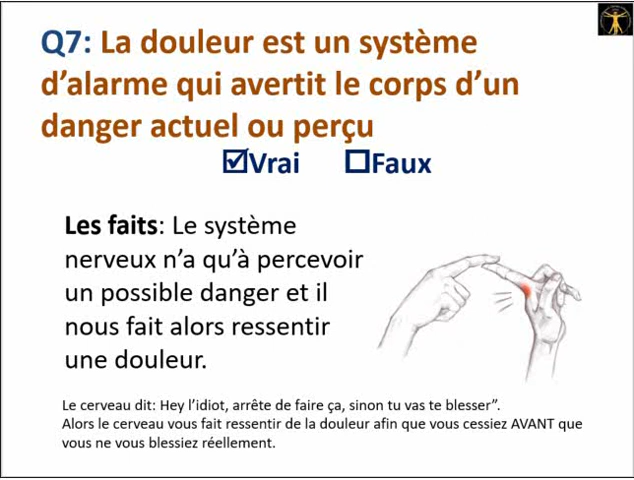 Q7: La douleur est un système
d’alarme qui avertit le corps d’un
danger actuel ou perçu
☑Vrai ☐Faux
Les faits: Le système
nerveux n’a qu’à percevoir
un possible danger et il
nous fait alors ressentir
une douleur.
Le cerveau dit: Hey l’idiot, arrête de faire ça, sinon tu vas te blesser”.
Alors le cerveau vous fait ressentir de la douleur afin que vous cessiez AVANT que
vous ne vous blessiez réellement.